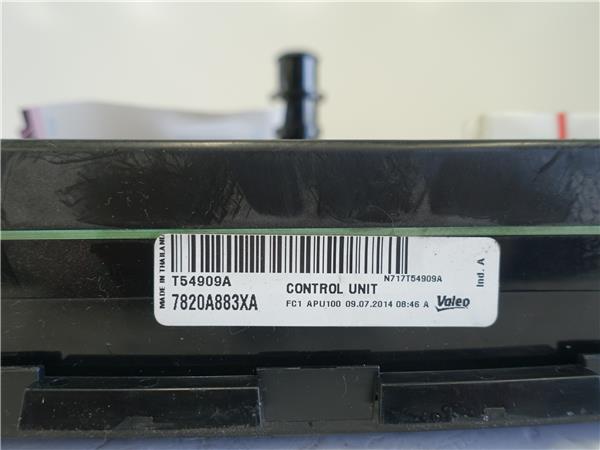 MADE IN THAILAND
T54909A
N717T54909A
7820A883XA
CONTROL UNIT
FC1 APU100 09.07.2014 08:46 A
Valeo
Ind. A